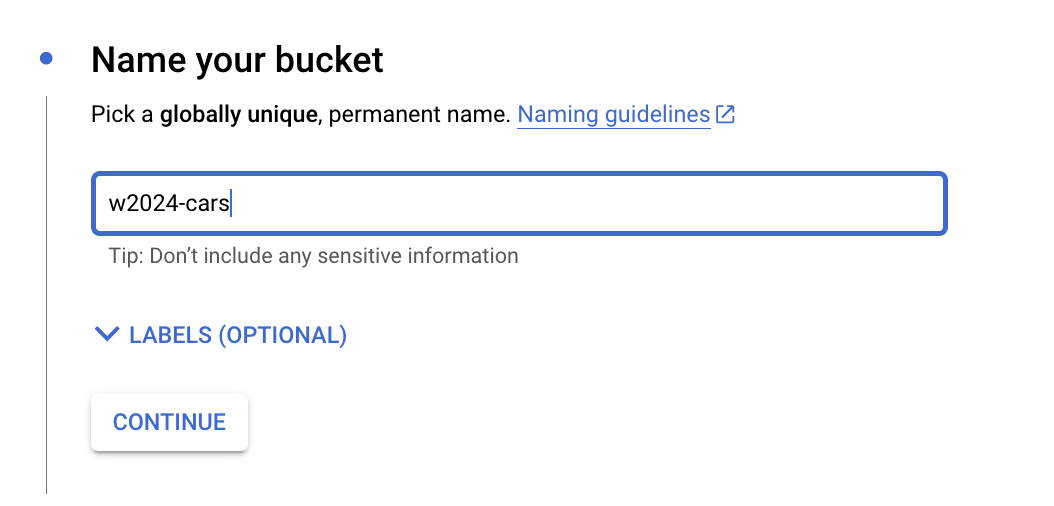 Name your bucket
Pick a globally unique, permanent name. Naming guidelines
w2024-cars
Tip: Don’t include any sensitive information
LABELS (OPTIONAL)
CONTINUE